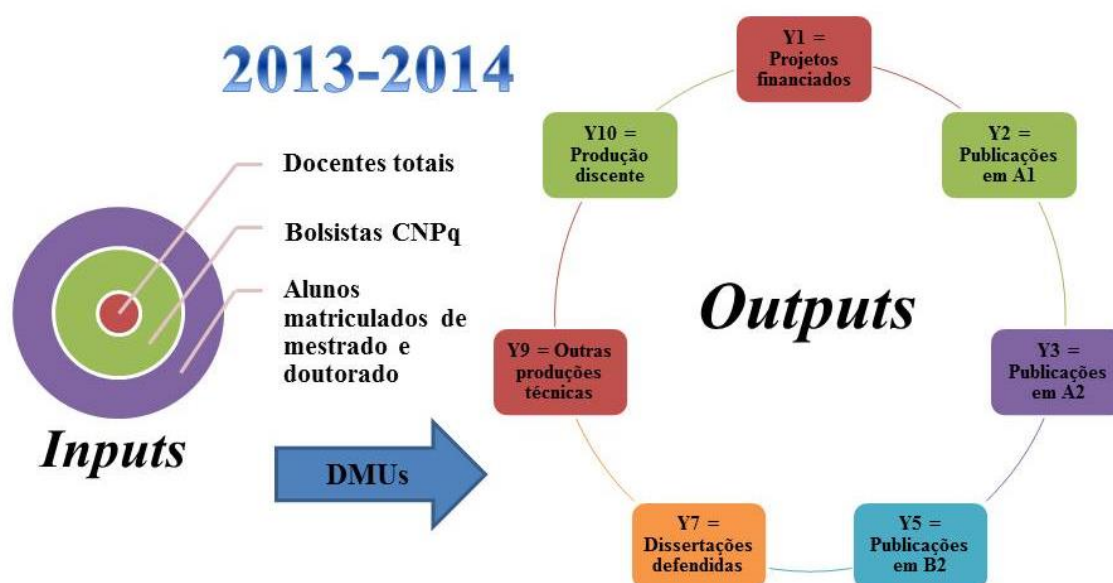 2013-2014
Docentes totais
Bolsistas CNPq
Alunos
matriculados de
mestrado e
doutorado
Inputs
DMUs
Outputs
Y1 =
Projetos
financiados
Y2 =
Publicações
em A1
Y3 =
Publicações
em A2
Y5 =
Publicações
em B2
Y7 =
Dissertações
defendidas
Y9 = Outras
produções
técnicas
Y10 =
Produção
discente